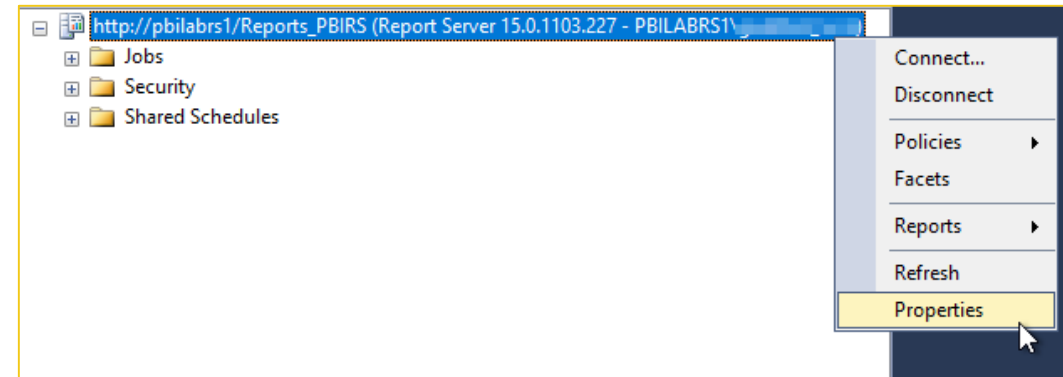 http://pbilabrs1/Reports_PBIRS (Report Server 15.0.1103.227 - PBILABRS1\
Jobs
Security
Shared Schedules
Connect...
Disconnect
Policies
Facets
Reports
Refresh
Properties